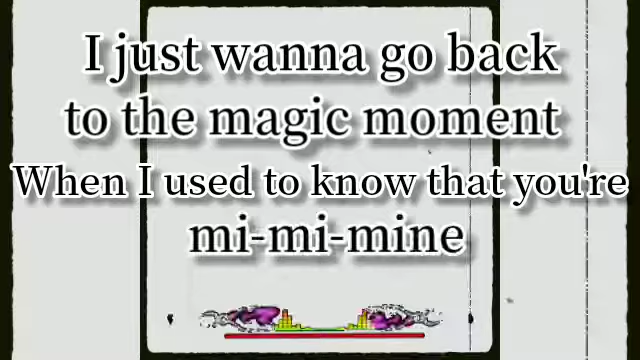 I just wanna go back
to the magic moment
When I used to know that you're
mi-mi-mine